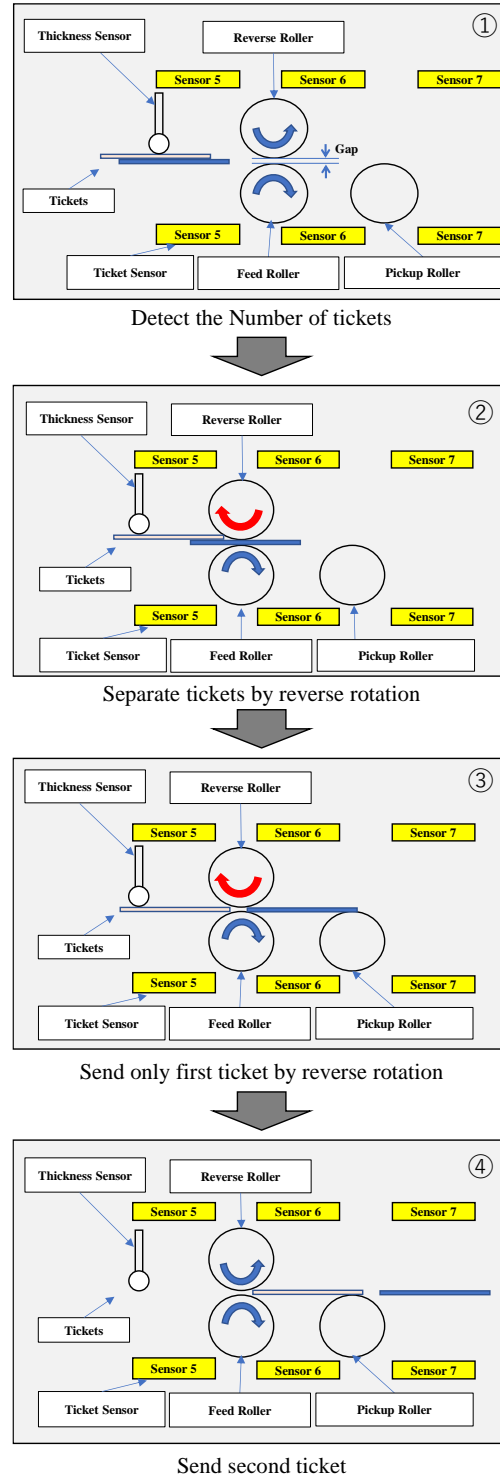 ①
Thickness Sensor
Reverse Roller
Sensor 5
Sensor 6
Sensor 7
Gap
Tickets
Sensor 5
Sensor 6
Sensor 7
Ticket Sensor
Feed Roller
Pickup Roller
Detect the Number of tickets
②
Thickness Sensor
Reverse Roller
Sensor 5
Sensor 6
Sensor 7
Tickets
Sensor 5
Sensor 6
Sensor 7
Ticket Sensor
Feed Roller
Pickup Roller
Separate tickets by reverse rotation
③
Thickness Sensor
Reverse Roller
Sensor 5
Sensor 6
Sensor 7
Tickets
Sensor 5
Sensor 6
Sensor 7
Ticket Sensor
Feed Roller
Pickup Roller
Send only first ticket by reverse rotation
④
Thickness Sensor
Reverse Roller
Sensor 5
Sensor 6
Sensor 7
Tickets
Sensor 5
Sensor 6
Sensor 7
Ticket Sensor
Feed Roller
Pickup Roller
Send second ticket